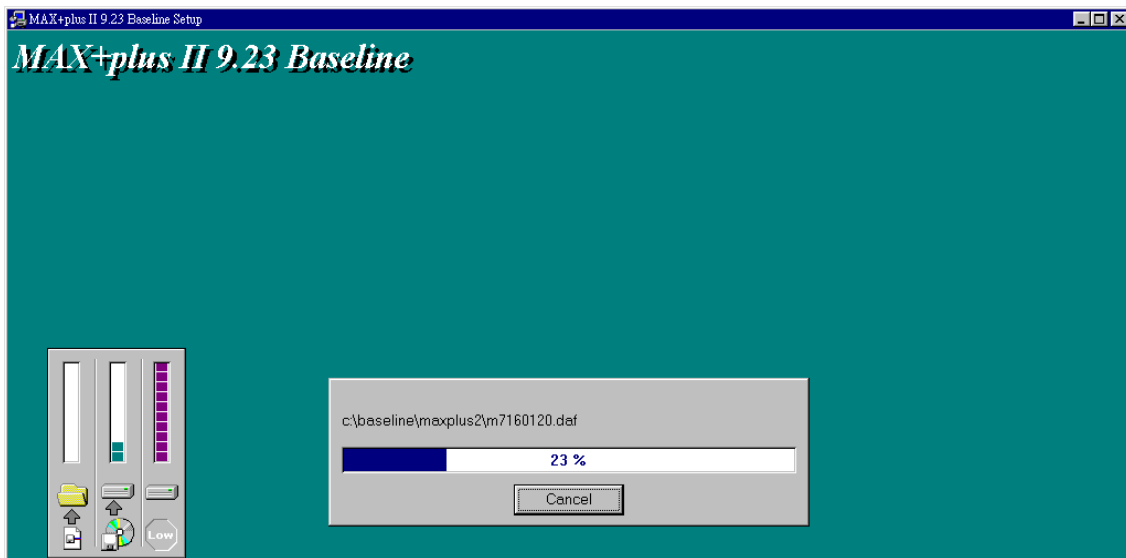 MAX+plus II 9.23 Baseline Setup
MAX+plus II 9.23 Baseline
c:\baseline\maxplus2\m7160120.daf
23 %
Cancel
Low